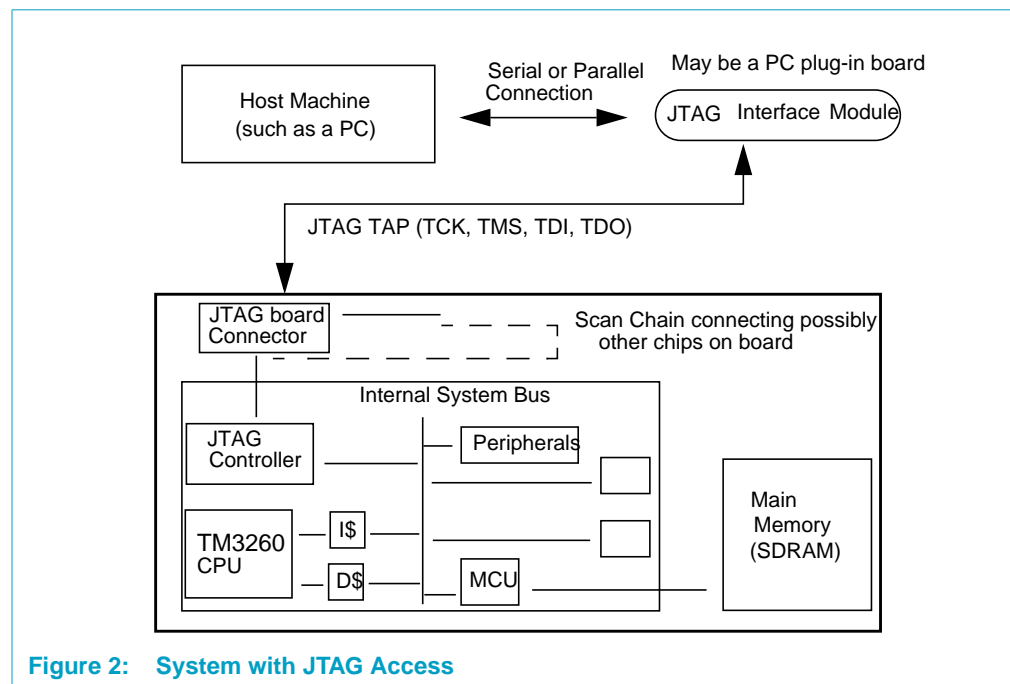 Host Machine
(such as a PC)
Serial or Parallel
Connection
May be a PC plug-in board
JTAG Interface Module
JTAG TAP (TCK, TMS, TDI, TDO)
JTAG board
Connector
Scan Chain connecting possibly
other chips on board
Internal System Bus
JTAG
Controller
Peripherals
TM3260
CPU
I$
D$
MCU
Main
Memory
(SDRAM)
Figure 2: System with JTAG Access